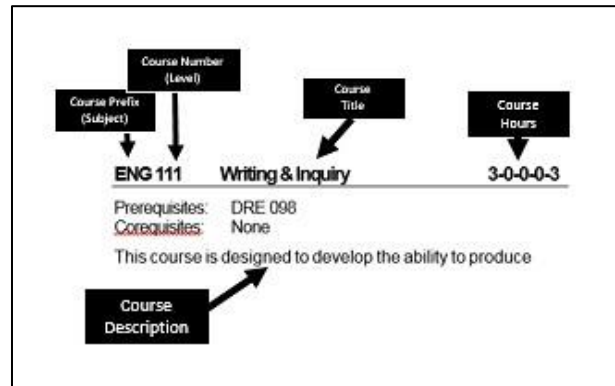 Course Number
(Level)
Course Prefix
(Subject)
Course
Title
Course
Hours
ENG 111 Writing & Inquiry 3-0-0-0-3
Prerequisites: DRE 098
Corequisites: None
This course is designed to develop the ability to produce
Course
Description